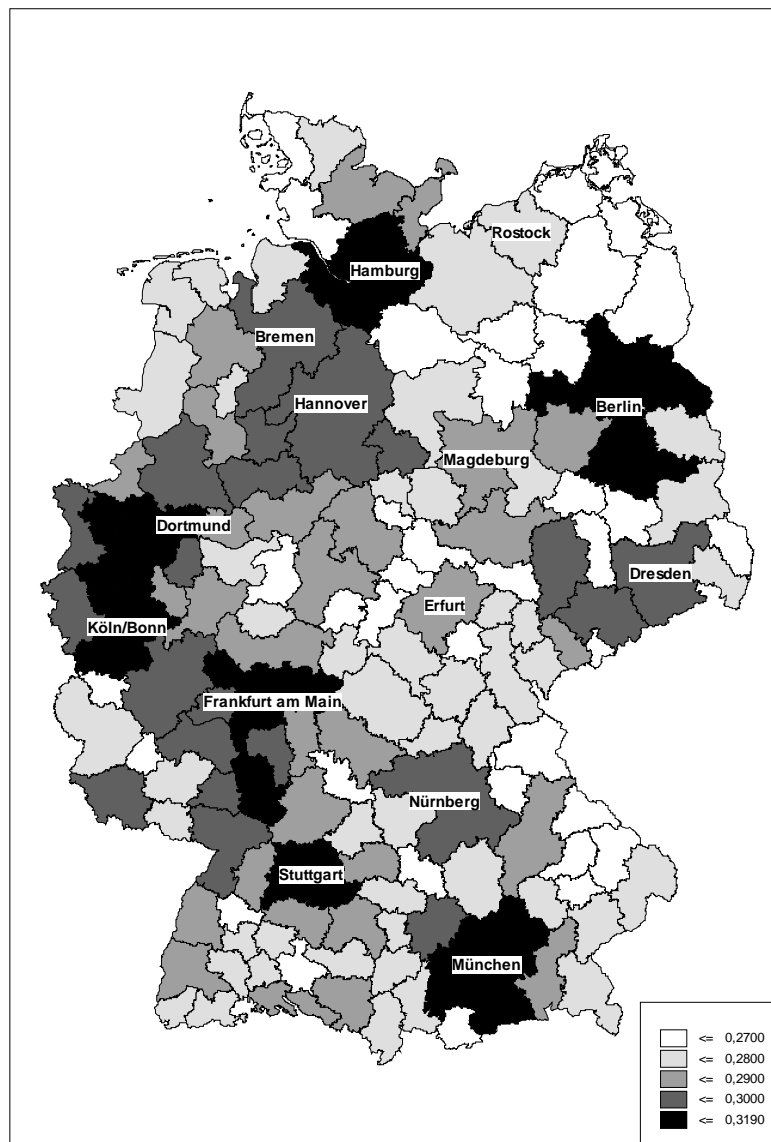 Rostock
Hamburg
Bremen
Hannover
Berlin
Magdeburg
Dortmund
Dresden
Erfurt
Köln/Bonn
Frankfurt am Main
Nürnberg
Stuttgart
München
<= 0,2700
<= 0,2800
<= 0,2900
<= 0,3000
<= 0,3190